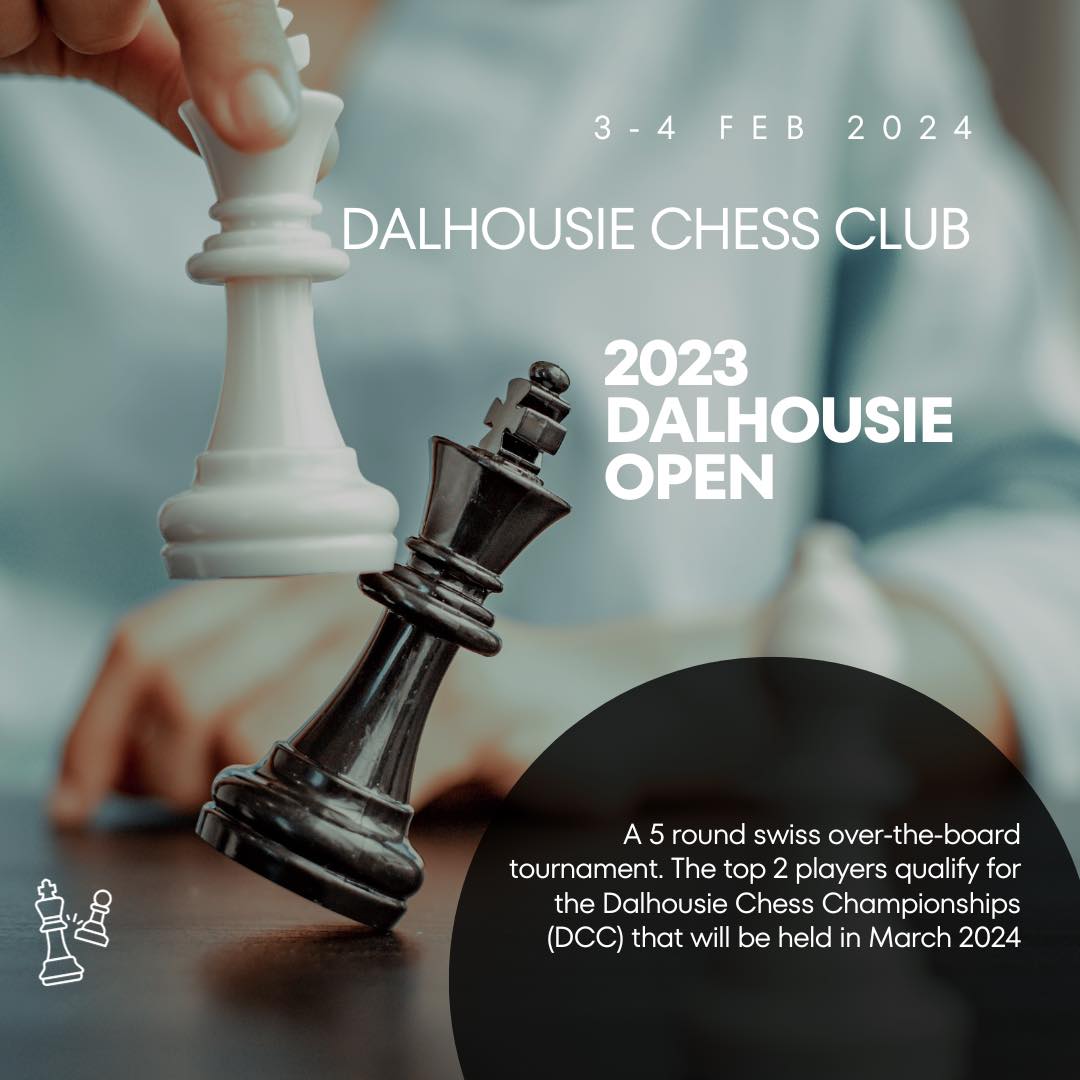 3-4 FEB 2024
DALHOUSIE CHESS CLUB
2023
DALHOUSIE
OPEN
A 5 round swiss over-the-board
tournament. The top 2 players qualify for
the Dalhousie Chess Championships
(DCC) that will be held in March 2024